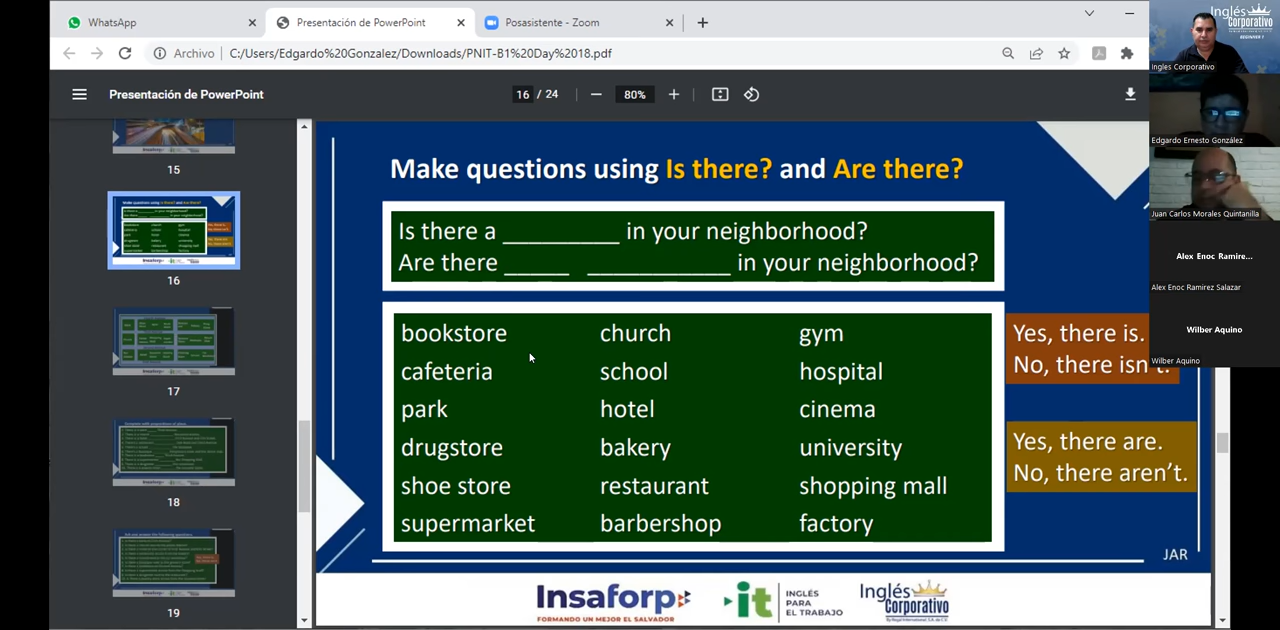 WhatsApp
Presentación de PowerPoint
Posasistente - Zoom
Archivo
C:/Users/Edgardo%20Gonzalez/Downloads/PNIT-B1%20Day%2018.pdf
Presentación de PowerPoint
16 / 24
80%
15
16
17
18
19
Make questions using Is there? and Are there?
Is there a __________ in your neighborhood?
Are there _____ ____________ in your neighborhood?
bookstore church gym
cafeteria school hospital
park hotel cinema
drugstore bakery university
shoe store restaurant shopping mall
supermarket barbershop factory
Yes, there is.
No, there isn't.
Yes, there are.
No, there aren't.
JAR
Insaforp
FORMANDO UN MEJOR EL SALVADOR
it
INGLÉS
PARA
EL TRABAJO
Inglés
Corporativo
Inglés
Corporativo
BEGINNER 1
Ingles Corporativo
Edgardo Ernesto González
Juan Carlos Morales Quintanilla
Alex Enoc Ramire...
Alex Enoc Ramirez Salazar
Wilber Aquino
Wilber Aquino